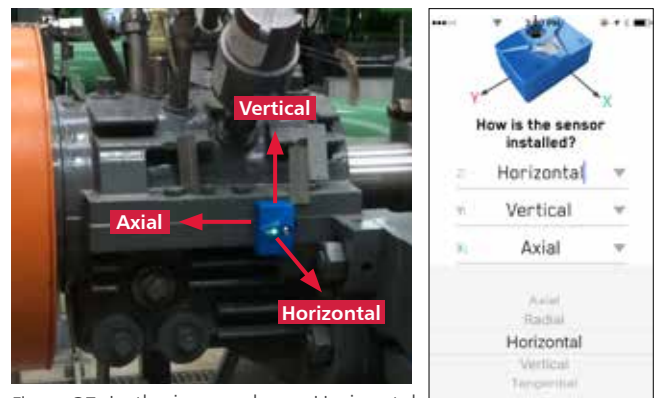 Vertical
Axial
Horizontal
Y
X
How is the sensor
installed?
Horizontal
Vertical
Axial
Axial
Radial
Horizontal
Vertical
Tangential